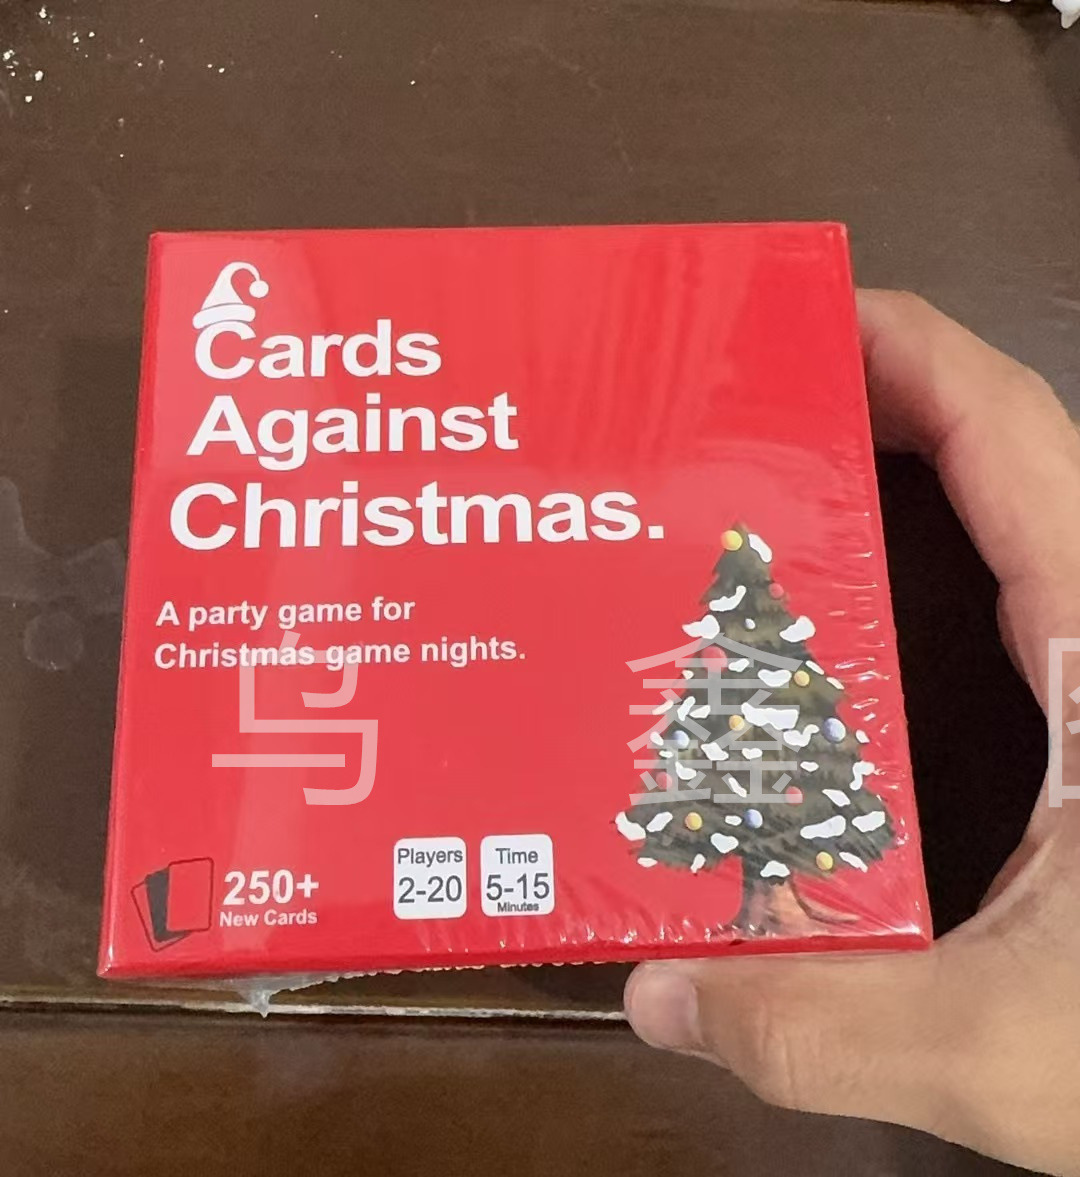 Cards
Against
Christmas.
A party game for
Christmas game nights.
乌鑫
250+
New Cards
Players
2-20
Time
5-15
Minutes